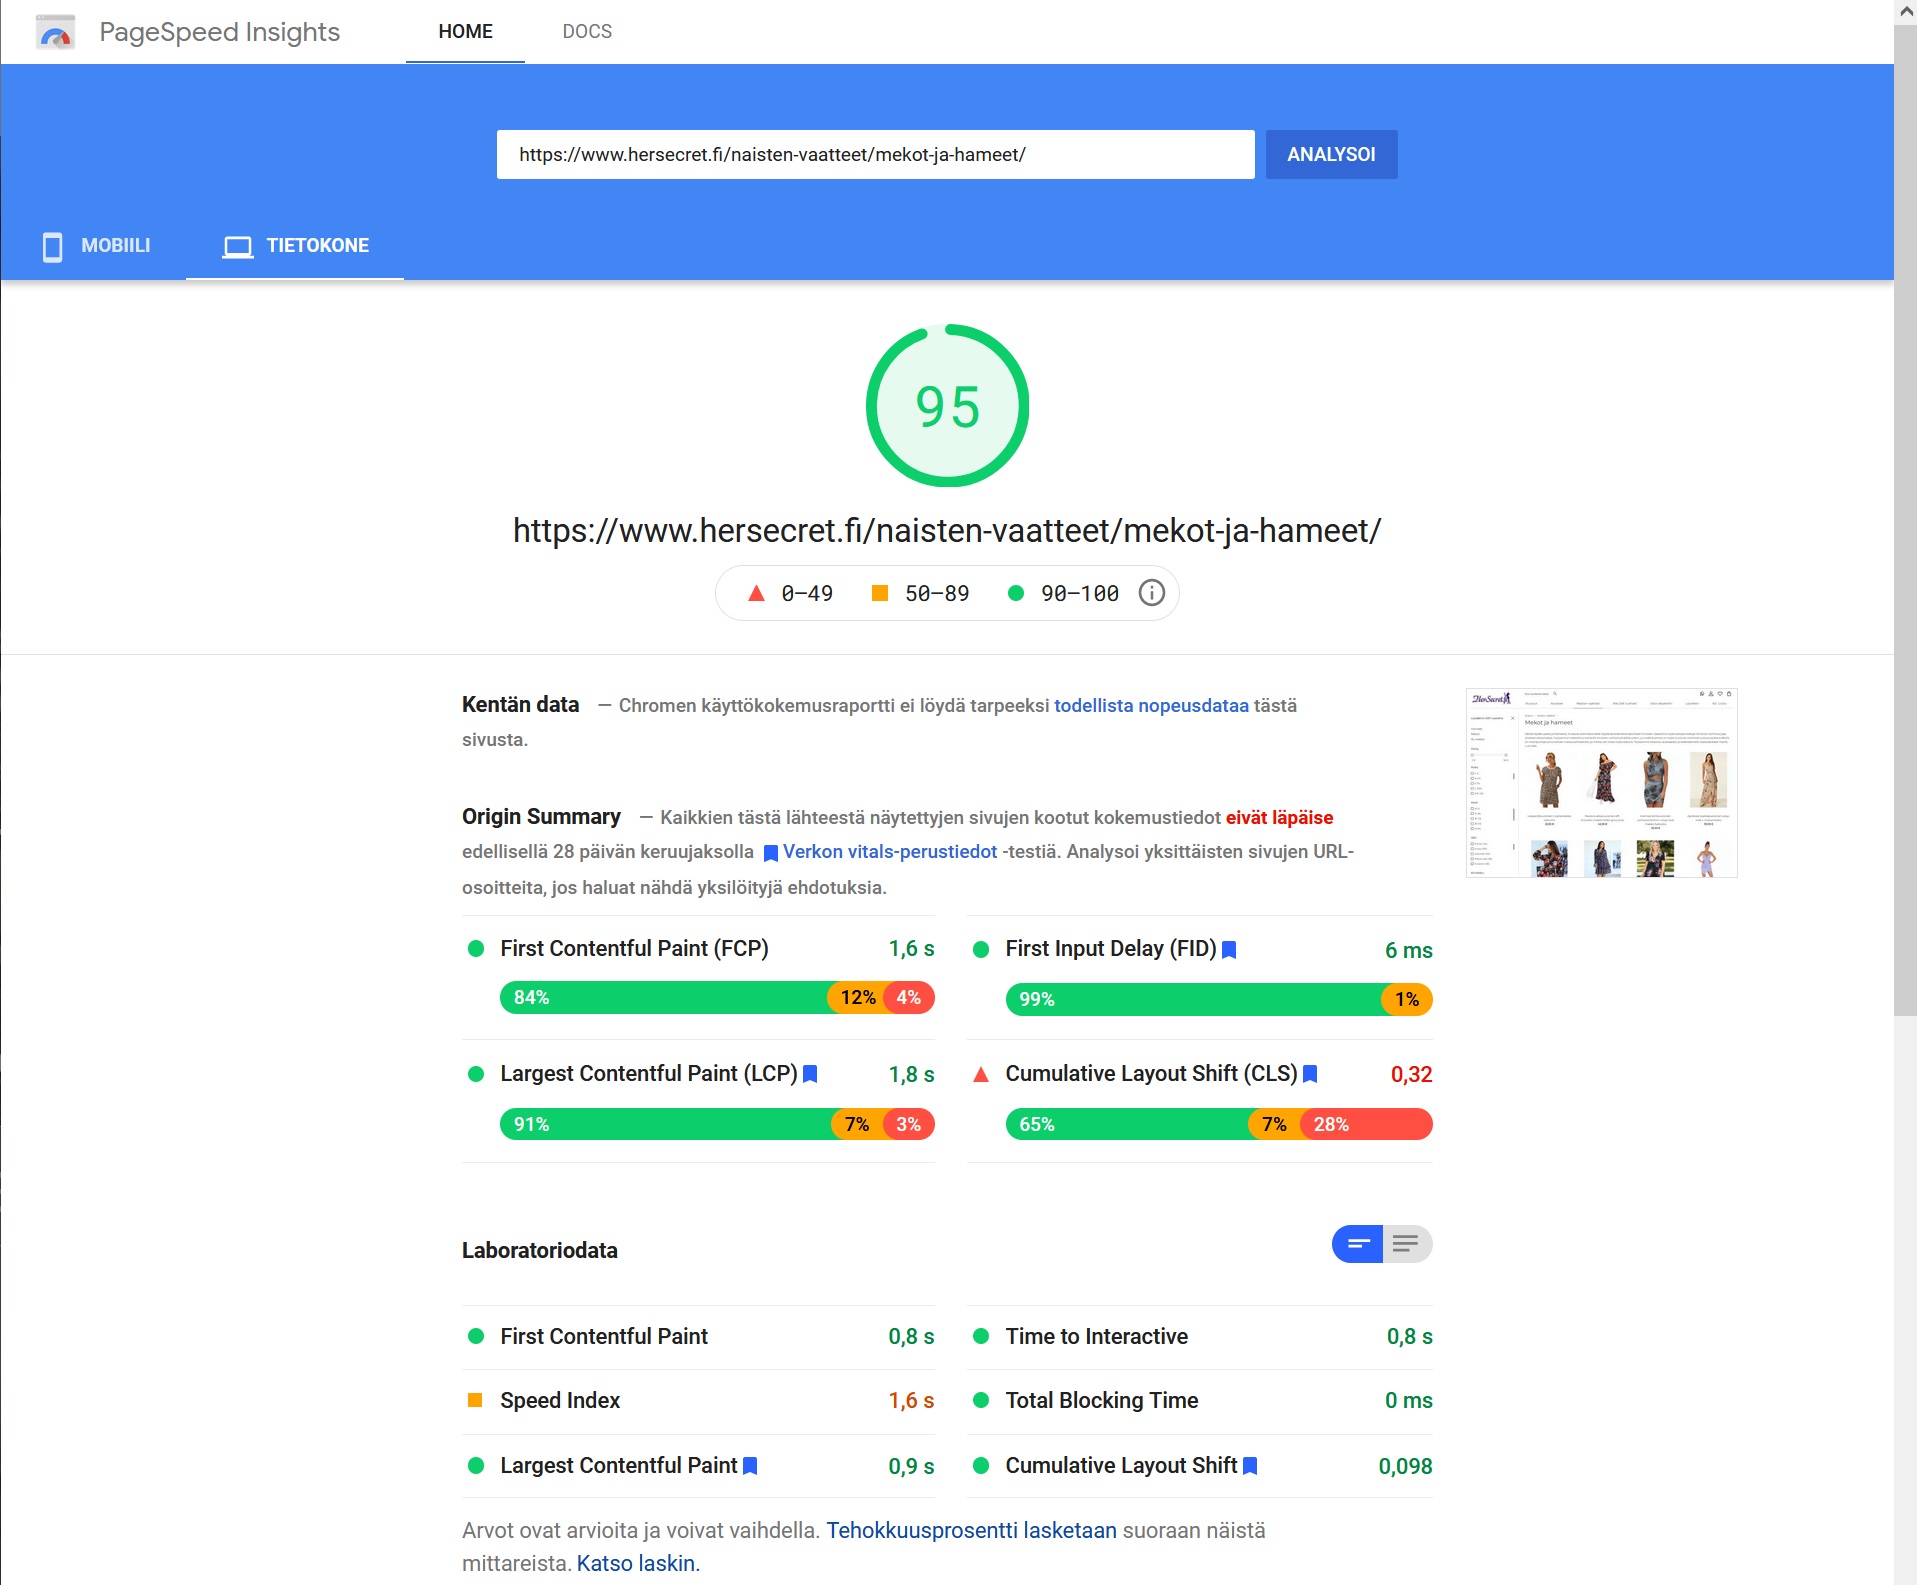 PageSpeed Insights
HOME
DOCS
https://www.hersecret.fi/naisten-vaatteet/mekot-ja-hameet/
ANALYSOI
MOBIILI
TIETOKONE
95
https://www.hersecret.fi/naisten-vaatteet/mekot-ja-hameet/
0–49
50–89
90–100
Kentän data — Chromen käyttökokemusraportti ei löydä tarpeeksi todellista nopeusdataa tästä
sivusta.
HerSecret
Mekot ja hameet
Origin Summary — Kaikkien tästä lähteestä näytettyjen sivujen kootut kokemustiedot eivät läpäise
edellisellä 28 päivän keruujaksolla Verkon vitals-perustiedot -testiä. Analysoi yksittäisten sivujen URL-
osoitteita, jos haluat nähdä yksilöityjä ehdotuksia.
First Contentful Paint (FCP) 1,6 s
84% 12% 4%
First Input Delay (FID) 6 ms
99% 1%
Largest Contentful Paint (LCP) 1,8 s
91% 7% 3%
Cumulative Layout Shift (CLS) 0,32
65% 7% 28%
Laboratoriodata
First Contentful Paint 0,8 s
Time to Interactive 0,8 s
Speed Index 1,6 s
Total Blocking Time 0 ms
Largest Contentful Paint 0,9 s
Cumulative Layout Shift 0,098
Arvot ovat arvioita ja voivat vaihdella. Tehokkuusprosentti lasketaan suoraan näistä
mittareista. Katso laskin.